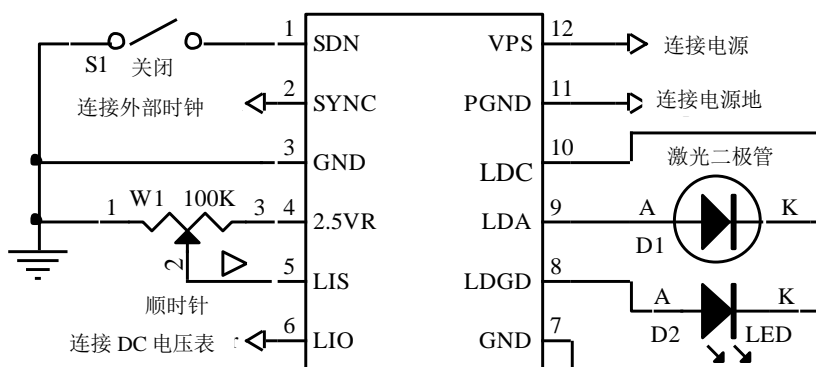 1 SDN VPS 12 连接电源
S1 关闭
连接外部时钟 2 SYNC PGND 11 连接电源地
3 GND LDC 10 激光二极管
1 W1 100K 3 4 2.5VR LDA 9 A D1 K
2 5 LIS LDGD 8 A D2 K LED
顺时针
连接 DC 电压表 6 LIO GND 7